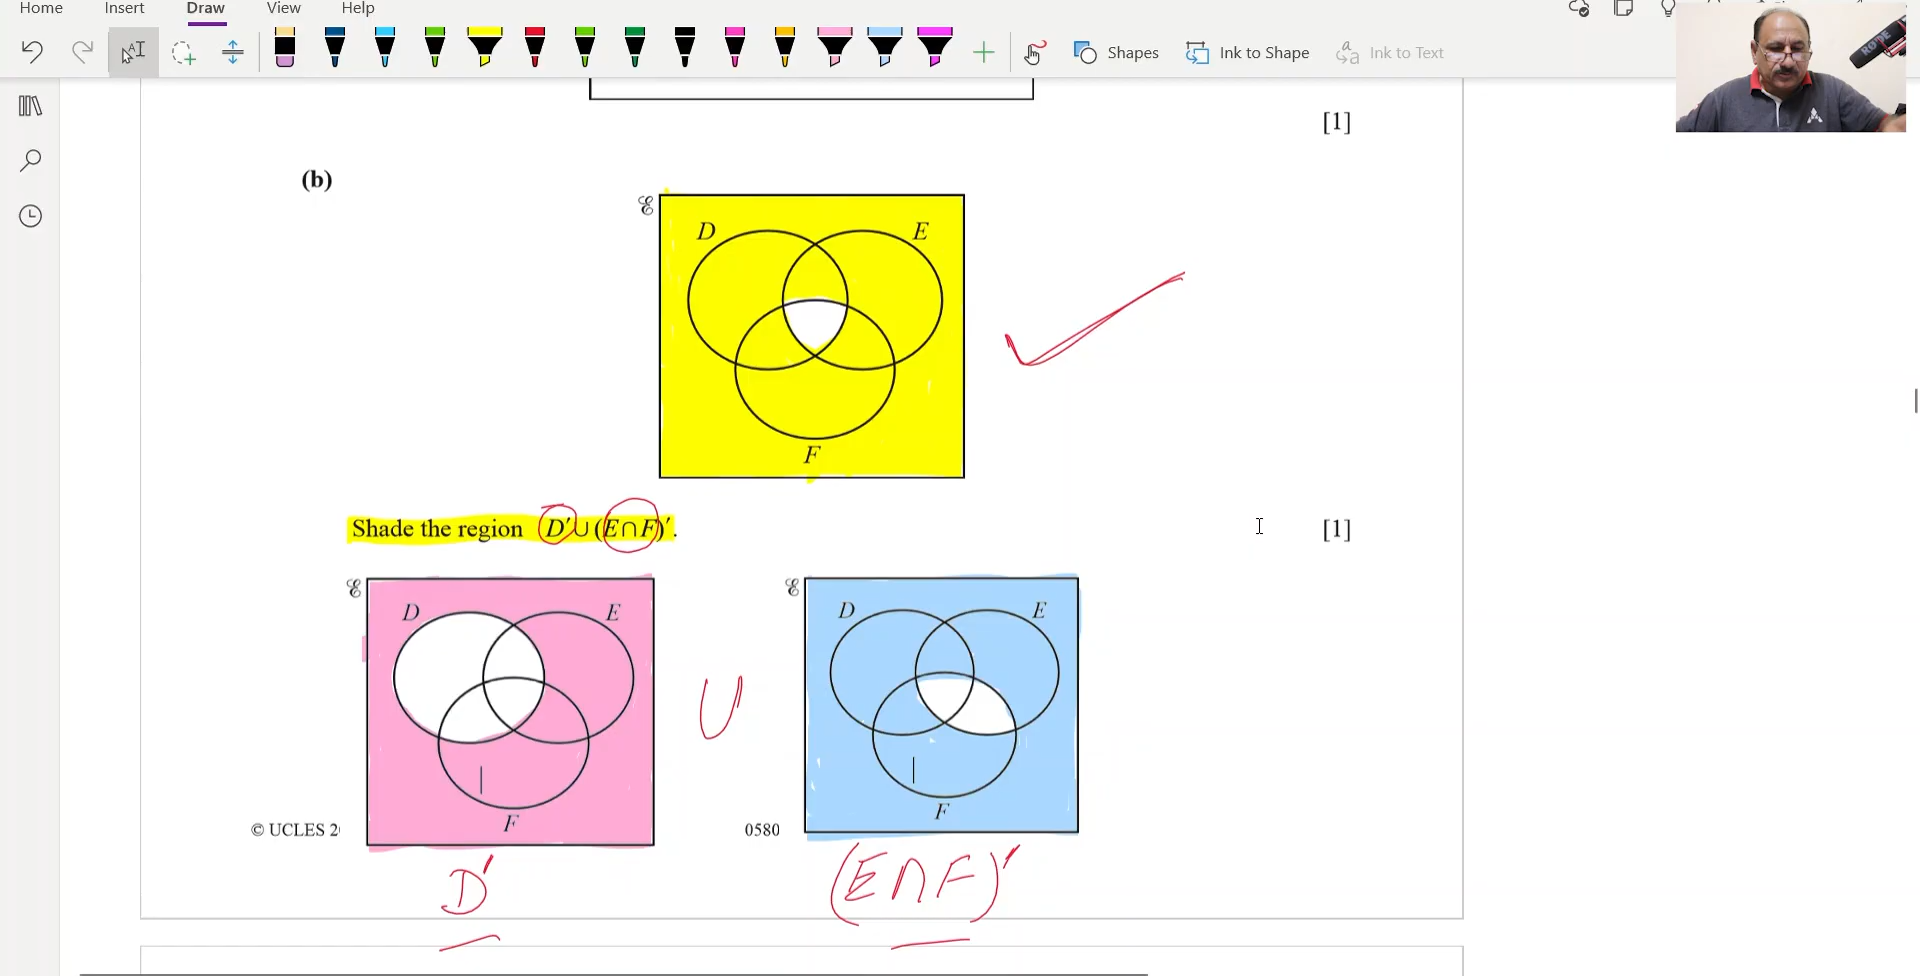 Home Insert Draw View Help
Shapes Ink to Shape Ink to Text
RØDE
[1]
(b)
ℰ
D E
F
Shade the region D′ ∪ (E ∩ F)′.
[1]
ℰ
D E
F
U
ℰ
D E
F
© UCLES 2
0580
D′
(E ∩ F)′